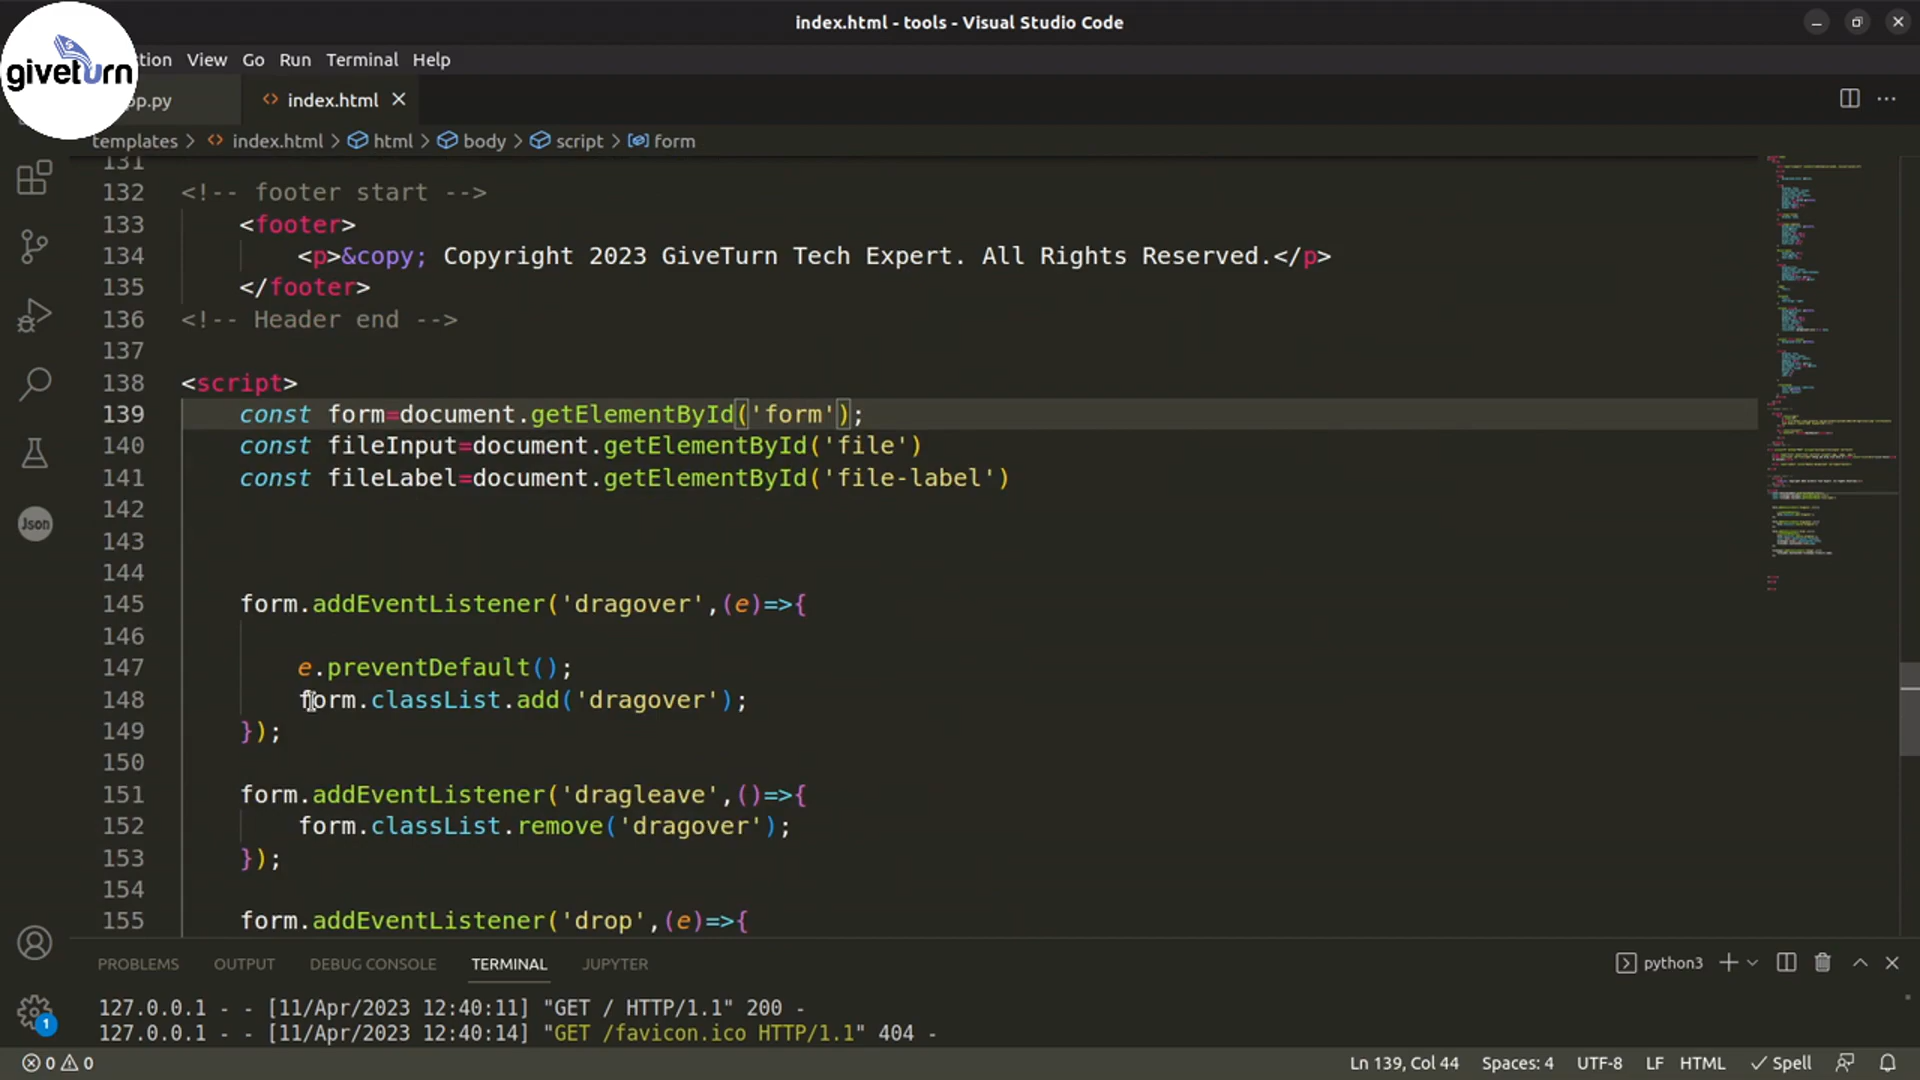 index.html - tools - Visual Studio Code
giveturn
tion View Go Run Terminal Help
pp.py
<> index.html ×
templates > <> index.html > html > body > script > form
131
132 <!-- footer start -->
133 <footer>
134 <p>&copy; Copyright 2023 GiveTurn Tech Expert. All Rights Reserved.</p>
135 </footer>
136 <!-- Header end -->
137
138 <script>
139 const form=document.getElementById('form');
140 const fileInput=document.getElementById('file')
141 const fileLabel=document.getElementById('file-label')
142
143
144
145 form.addEventListener('dragover',(e)=>{
146
147 e.preventDefault();
148 form.classList.add('dragover');
149 });
150
151 form.addEventListener('dragleave',()=>{
152 form.classList.remove('dragover');
153 });
154
155 form.addEventListener('drop',(e)=>{
Json
PROBLEMS OUTPUT DEBUG CONSOLE TERMINAL JUPYTER python3
127.0.0.1 - - [11/Apr/2023 12:40:11] "GET / HTTP/1.1" 200 -
127.0.0.1 - - [11/Apr/2023 12:40:14] "GET /favicon.ico HTTP/1.1" 404 -
1
0 0 Ln 139, Col 44 Spaces: 4 UTF-8 LF HTML Spell